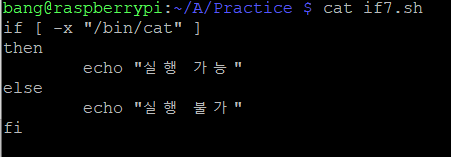 bang@raspberrypi:~/A/Practice $ cat if7.sh
if [ -x "/bin/cat" ]
then
        echo "실행 가능"
else
        echo "실행 불가"
fi